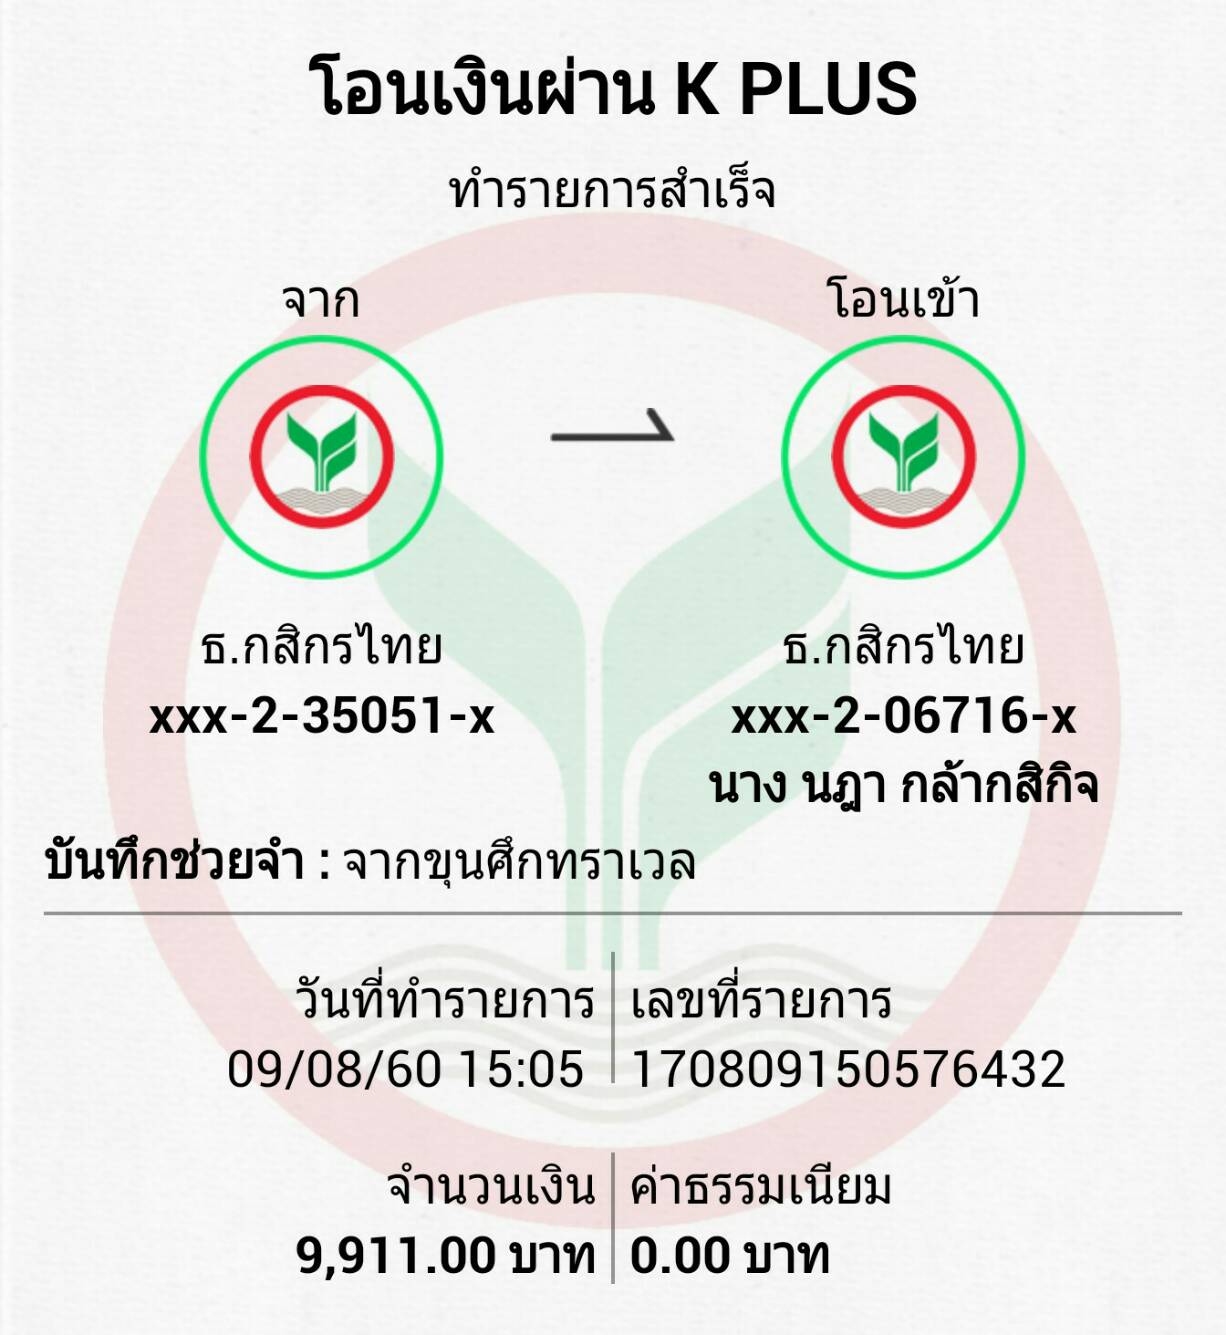 โอนเงินผ่าน K PLUS
ทำรายการสำเร็จ
จาก
โอนเข้า
ธ.กสิกรไทย
xxx-2-35051-x
ธ.กสิกรไทย
xxx-2-06716-x
นาง นฎา กล้ากสิกิจ
บันทึกช่วยจำ : จากขุนศึกทราเวล
วันที่ทำรายการ
09/08/60 15:05
เลขที่รายการ
170809150576432
จำนวนเงิน
9,911.00 บาท
ค่าธรรมเนียม
0.00 บาท